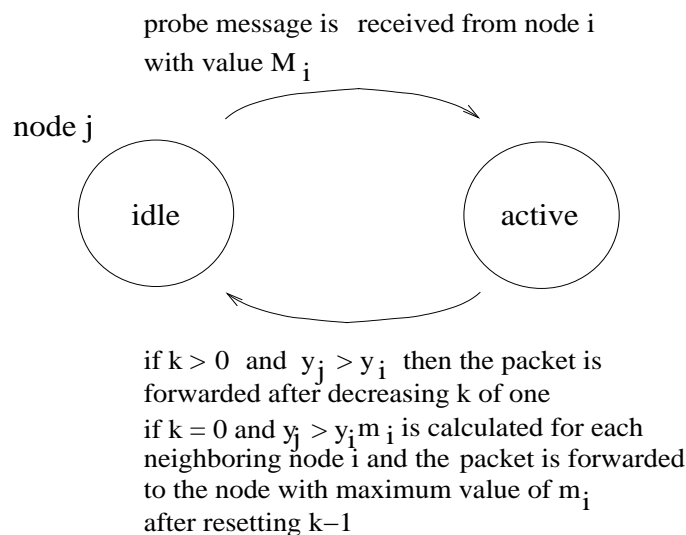 probe message is received from node i
with value M i
node j
idle
active
if k > 0 and y j > y i then the packet is
forwarded after decreasing k of one
if k = 0 and y j > y i m i is calculated for each
neighboring node i and the packet is forwarded
to the node with maximum value of m i
after resetting k−1